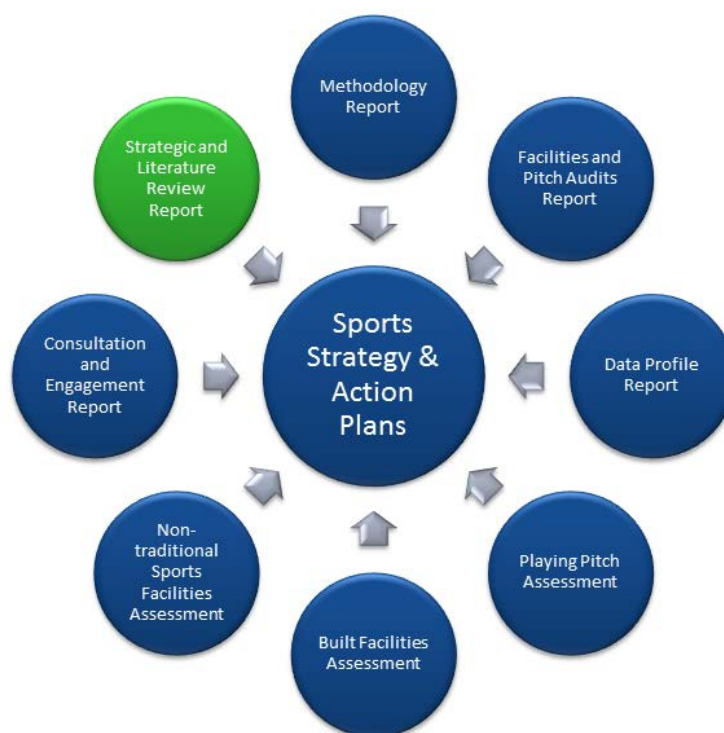 Methodology
Report
Strategic and
Literature
Review
Report
Facilities and
Pitch Audits
Report
Sports
Strategy &
Action
Plans
Consultation
and
Engagement
Report
Data Profile
Report
Non-
traditional
Sports
Facilities
Assessment
Playing Pitch
Assessment
Built Facilities
Assessment